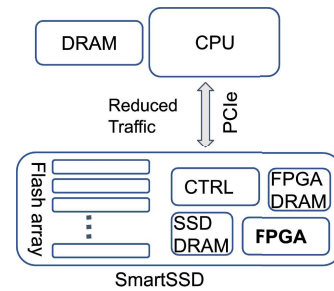 DRAM
CPU
Reduced
Traffic
PCIe
Flash array
CTRL
FPGA
DRAM
SSD
DRAM
FPGA
SmartSSD